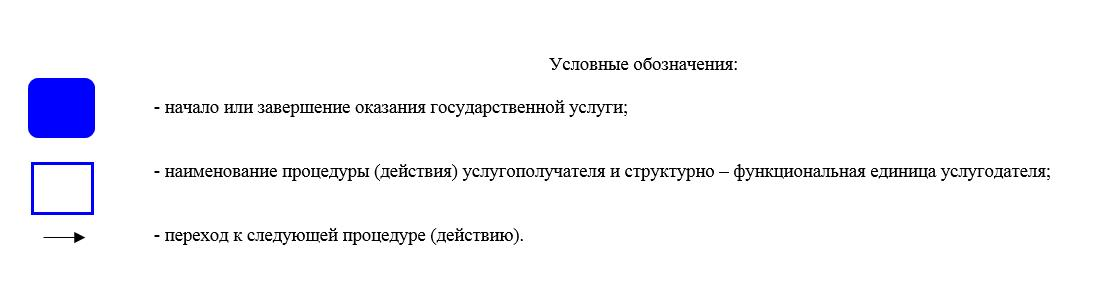 Условные обозначения:
- начало или завершение оказания государственной услуги;
- наименование процедуры (действия) услугополучателя и структурно – функциональная единица услугодателя;
- переход к следующей процедуре (действию).